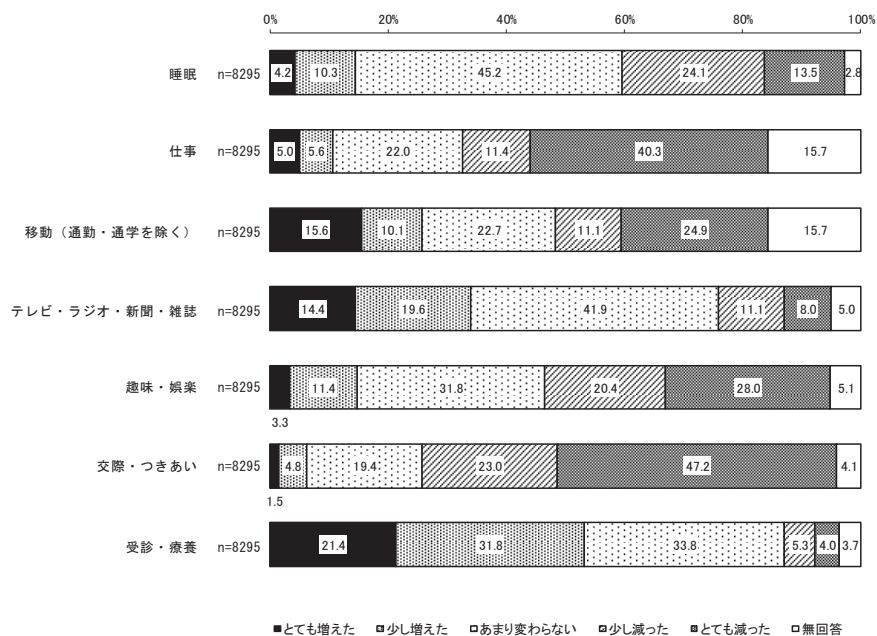 0% 20% 40% 60% 80% 100%
睡眠 n=8295 4.2 10.3 45.2 24.1 13.5 2.8
仕事 n=8295 5.0 5.6 22.0 11.4 40.3 15.7
移動（通勤・通学を除く） n=8295 15.6 10.1 22.7 11.1 24.9 15.7
テレビ・ラジオ・新聞・雑誌 n=8295 14.4 19.6 41.9 11.1 8.0 5.0
趣味・娯楽 n=8295 11.4 31.8 20.4 28.0 5.1
3.3
交際・つきあい n=8295 4.8 19.4 23.0 47.2 4.1
1.5
受診・療養 n=8295 21.4 31.8 33.8 5.3 4.0 3.7
とても増えた 少し増えた あまり変わらない 少し減った とても減った 無回答